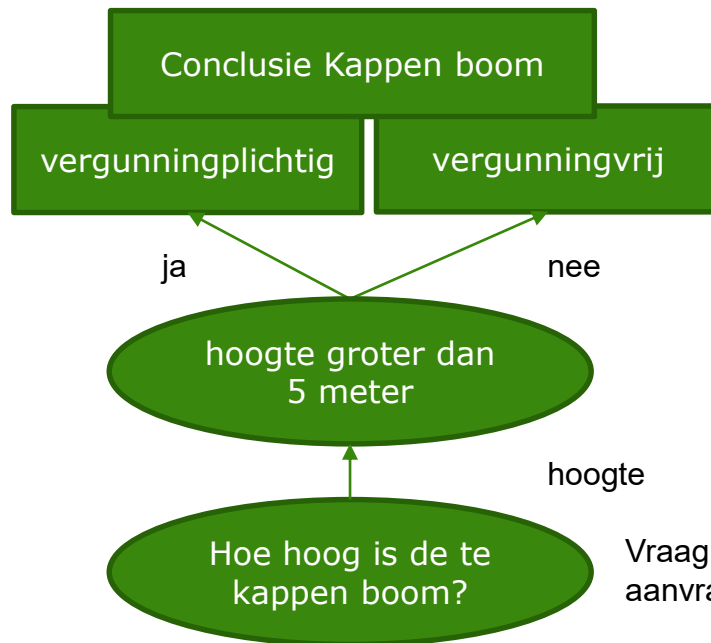 Conclusie Kappen boom
vergunningplichtig
vergunningvrij
ja
nee
hoogte groter dan
5 meter
hoogte
Hoe hoog is de te
kappen boom?
Vraag